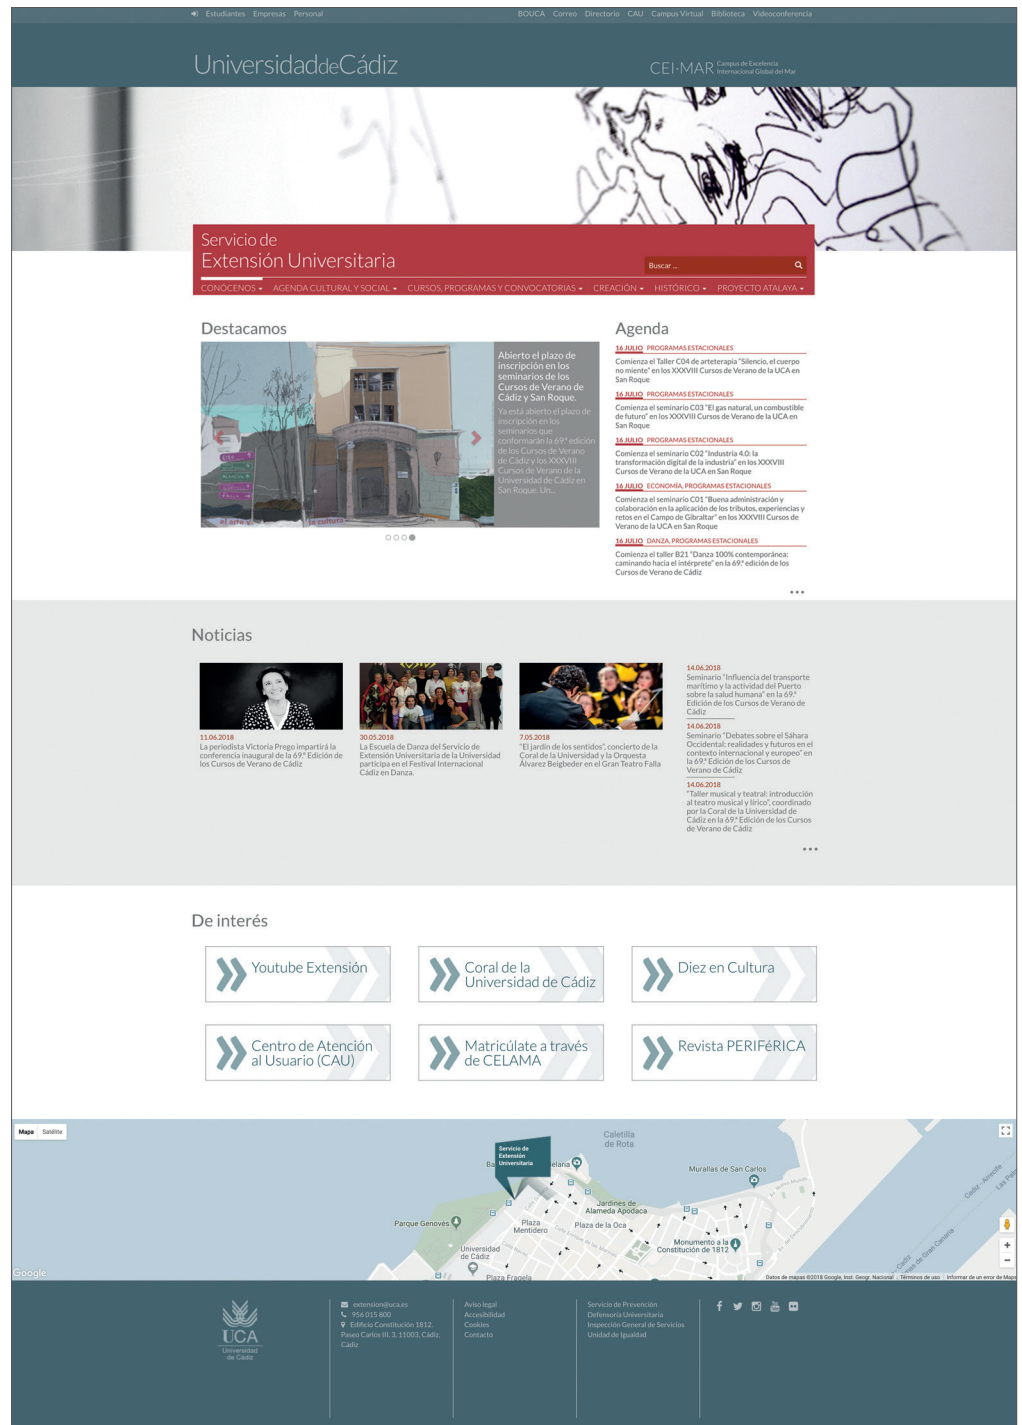 Estudiantes Empresas Personal
BOUCA Correo Directorio CAU Campus Virtual Biblioteca Videoconferencia
UniversidaddeCádiz
CEI·MAR Campus de Excelencia
Internacional Global del Mar
Servicio de
Extensión Universitaria
Buscar ...
CONÓCENOS AGENDA CULTURAL Y SOCIAL CURSOS, PROGRAMAS Y CONVOCATORIAS CREACIÓN HISTÓRICO PROYECTO ATALAYA
Destacamos
Abierto el plazo de
inscripción en los
seminarios de los
Cursos de Verano de
Cádiz y San Roque.
Ya está abierto el plazo de
inscripción en los
seminarios que
conformarán la 69.ª edición
de los Cursos de Verano
de Cádiz y los XXXVIII
Cursos de Verano de la
Universidad de Cádiz en
San Roque. Un...
el arte y la cultura
Agenda
16 JULIO PROGRAMAS ESTACIONALES
Comienza el Taller C04 de arteterapia "Silencio, el cuerpo
no miente" en los XXXVIII Cursos de Verano de la UCA en
San Roque
16 JULIO PROGRAMAS ESTACIONALES
Comienza el seminario C03 "El gas natural, un combustible
de futuro" en los XXXVIII Cursos de Verano de la UCA en
San Roque
16 JULIO PROGRAMAS ESTACIONALES
Comienza el seminario C02 "Industria 4.0: la
transformación digital de la industria" en los XXXVIII
Cursos de Verano de la UCA en San Roque
16 JULIO ECONOMÍA, PROGRAMAS ESTACIONALES
Comienza el seminario C01 "Buena administración y
colaboración en la aplicación de los tributos, experiencias y
retos en el Campo de Gibraltar" en los XXXVIII Cursos de
Verano de la UCA en San Roque
16 JULIO DANZA, PROGRAMAS ESTACIONALES
Comienza el taller B21 "Danza 100% contemporánea:
caminando hacia el intérprete" en la 69.ª edición de los
Cursos de Verano de Cádiz
Noticias
11.06.2018
La periodista Victoria Prego impartirá la
conferencia inaugural de la 69.ª Edición de
los Cursos de Verano de Cádiz
30.05.2018
La Escuela de Danza del Servicio de
Extensión Universitaria de la Universidad
participa en el Festival Internacional
Cádiz en Danza.
7.05.2018
"El jardín de los sentidos", concierto de la
Coral de la Universidad y la Orquesta
Álvarez Beigbeder en el Gran Teatro Falla
14.06.2018
Seminario "Influencia del transporte
marítimo y la actividad del Puerto
sobre la salud humana" en la 69.ª
Edición de los Cursos de Verano de
Cádiz
14.06.2018
Seminario "Debates sobre el Sáhara
Occidental: realidades y futuros en el
contexto internacional y europeo" en
la 69.ª Edición de los Cursos de
Verano de Cádiz
14.06.2018
"Taller musical y teatral: introducción
al teatro musical y lírico", coordinado
por la Coral de la Universidad de
Cádiz en la 69.ª Edición de los Cursos
de Verano de Cádiz
De interés
Youtube Extensión
Coral de la
Universidad de Cádiz
Diez en Cultura
Centro de Atención
al Usuario (CAU)
Matricúlate a través
de CELAMA
Revista PERIFéRICA
Mapa Satélite
Caletilla
de Rota
Servicio de
Extensión
Universitaria
Murallas de San Carlos
Jardines de
Alameda Apodaca
Parque Genovés
Plaza
Mentidero
Plaza de la Oca
Universidad
de Cádiz
Monumento a la
Constitución de 1812
Plaza Fragela
Google
Datos de mapas ©2018 Google, Inst. Geogr. Nacional Términos de uso Informar de un error de Maps
UCA
Universidad
de Cádiz
extension@uca.es
956 015 800
Edificio Constitución 1812.
Paseo Carlos III, 3, 11003, Cádiz,
Cádiz
Aviso legal
Accesibilidad
Cookies
Contacto
Servicio de Prevención
Defensoría Universitaria
Inspección General de Servicios
Unidad de Igualdad